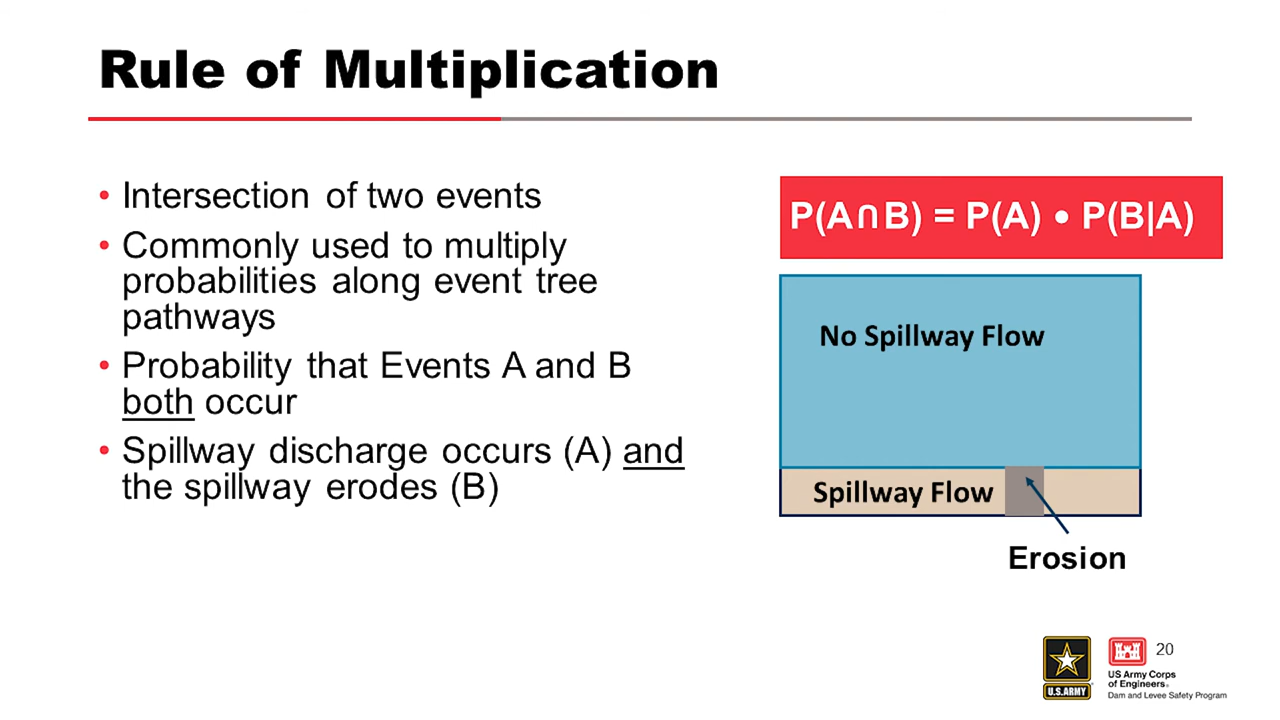 Rule of Multiplication
• Intersection of two events
• Commonly used to multiply
probabilities along event tree
pathways
• Probability that Events A and B
both occur
• Spillway discharge occurs (A) and
the spillway erodes (B)
P(A∩B) = P(A) • P(B|A)
No Spillway Flow
Spillway Flow
Erosion
U.S.ARMY
US Army Corps
of Engineers®
Dam and Levee Safety Program
20